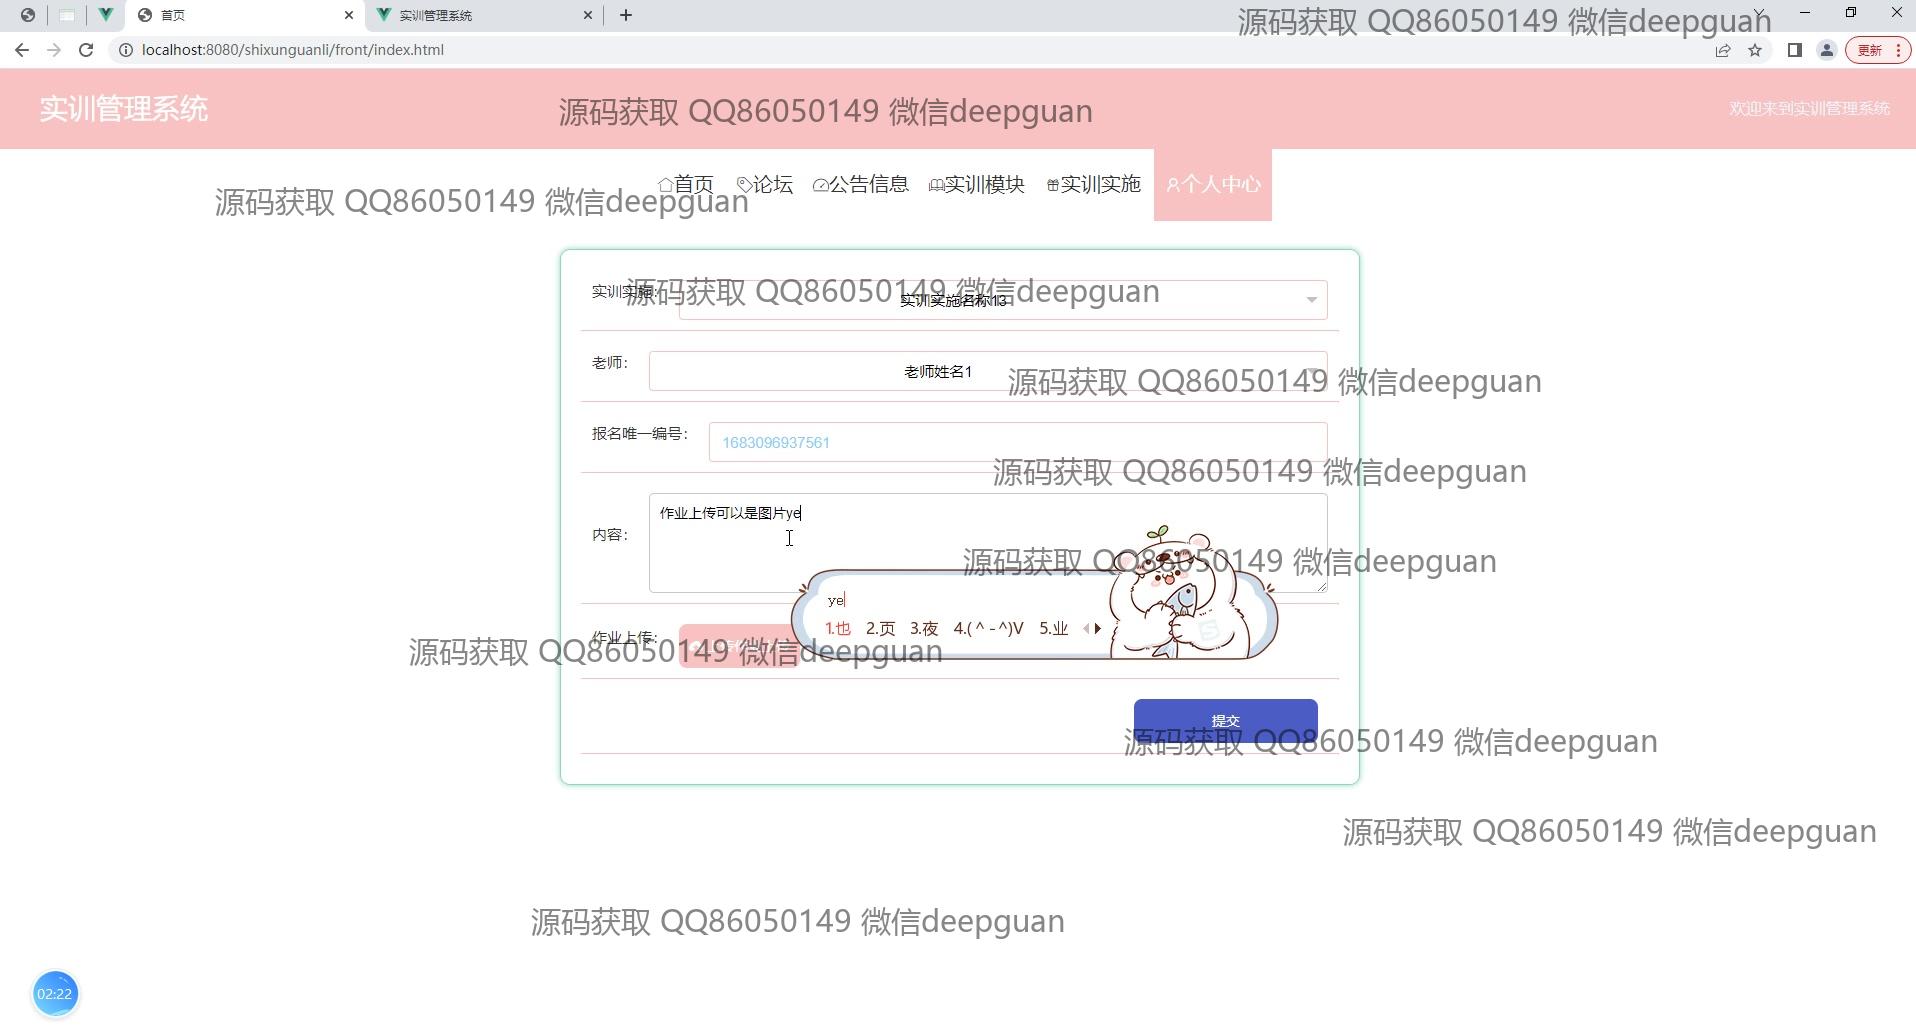 首页
实训管理系统
源码获取 QQ86050149 微信deepguan
localhost:8080/shixunguanli/front/index.html
更新
实训管理系统
源码获取 QQ86050149 微信deepguan
欢迎来到实训管理系统
首页 论坛 公告信息 实训模块 实训实施 个人中心
源码获取 QQ86050149 微信deepguan
实训实施:
实训实施名称13
源码获取 QQ86050149 微信deepguan
老师:
老师姓名1
源码获取 QQ86050149 微信deepguan
报名唯一编号:
1683096937561
源码获取 QQ86050149 微信deepguan
内容:
作业上传可以是图片ye
源码获取 QQ86050149 微信deepguan
ye
1.也 2.页 3.夜 4.( ^ - ^)V 5.业
作业上传:
源码获取 QQ86050149 微信deepguan
提交
源码获取 QQ86050149 微信deepguan
源码获取 QQ86050149 微信deepguan
源码获取 QQ86050149 微信deepguan
02:22